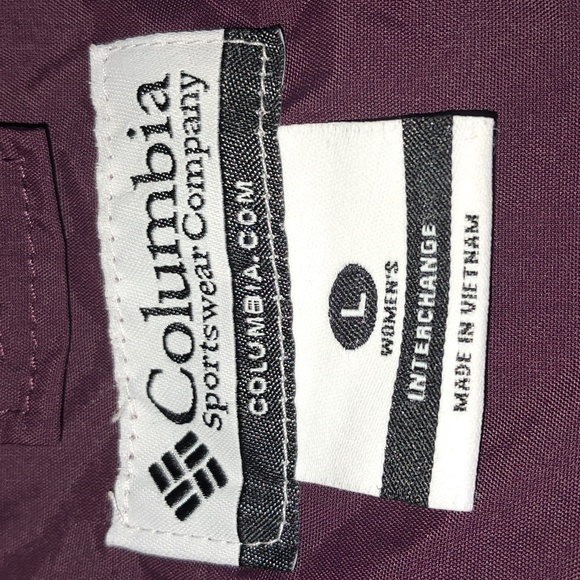 Columbia
Sportswear Company
COLUMBIA.COM
L
WOMEN'S
INTERCHANGE
MADE IN VIETNAM